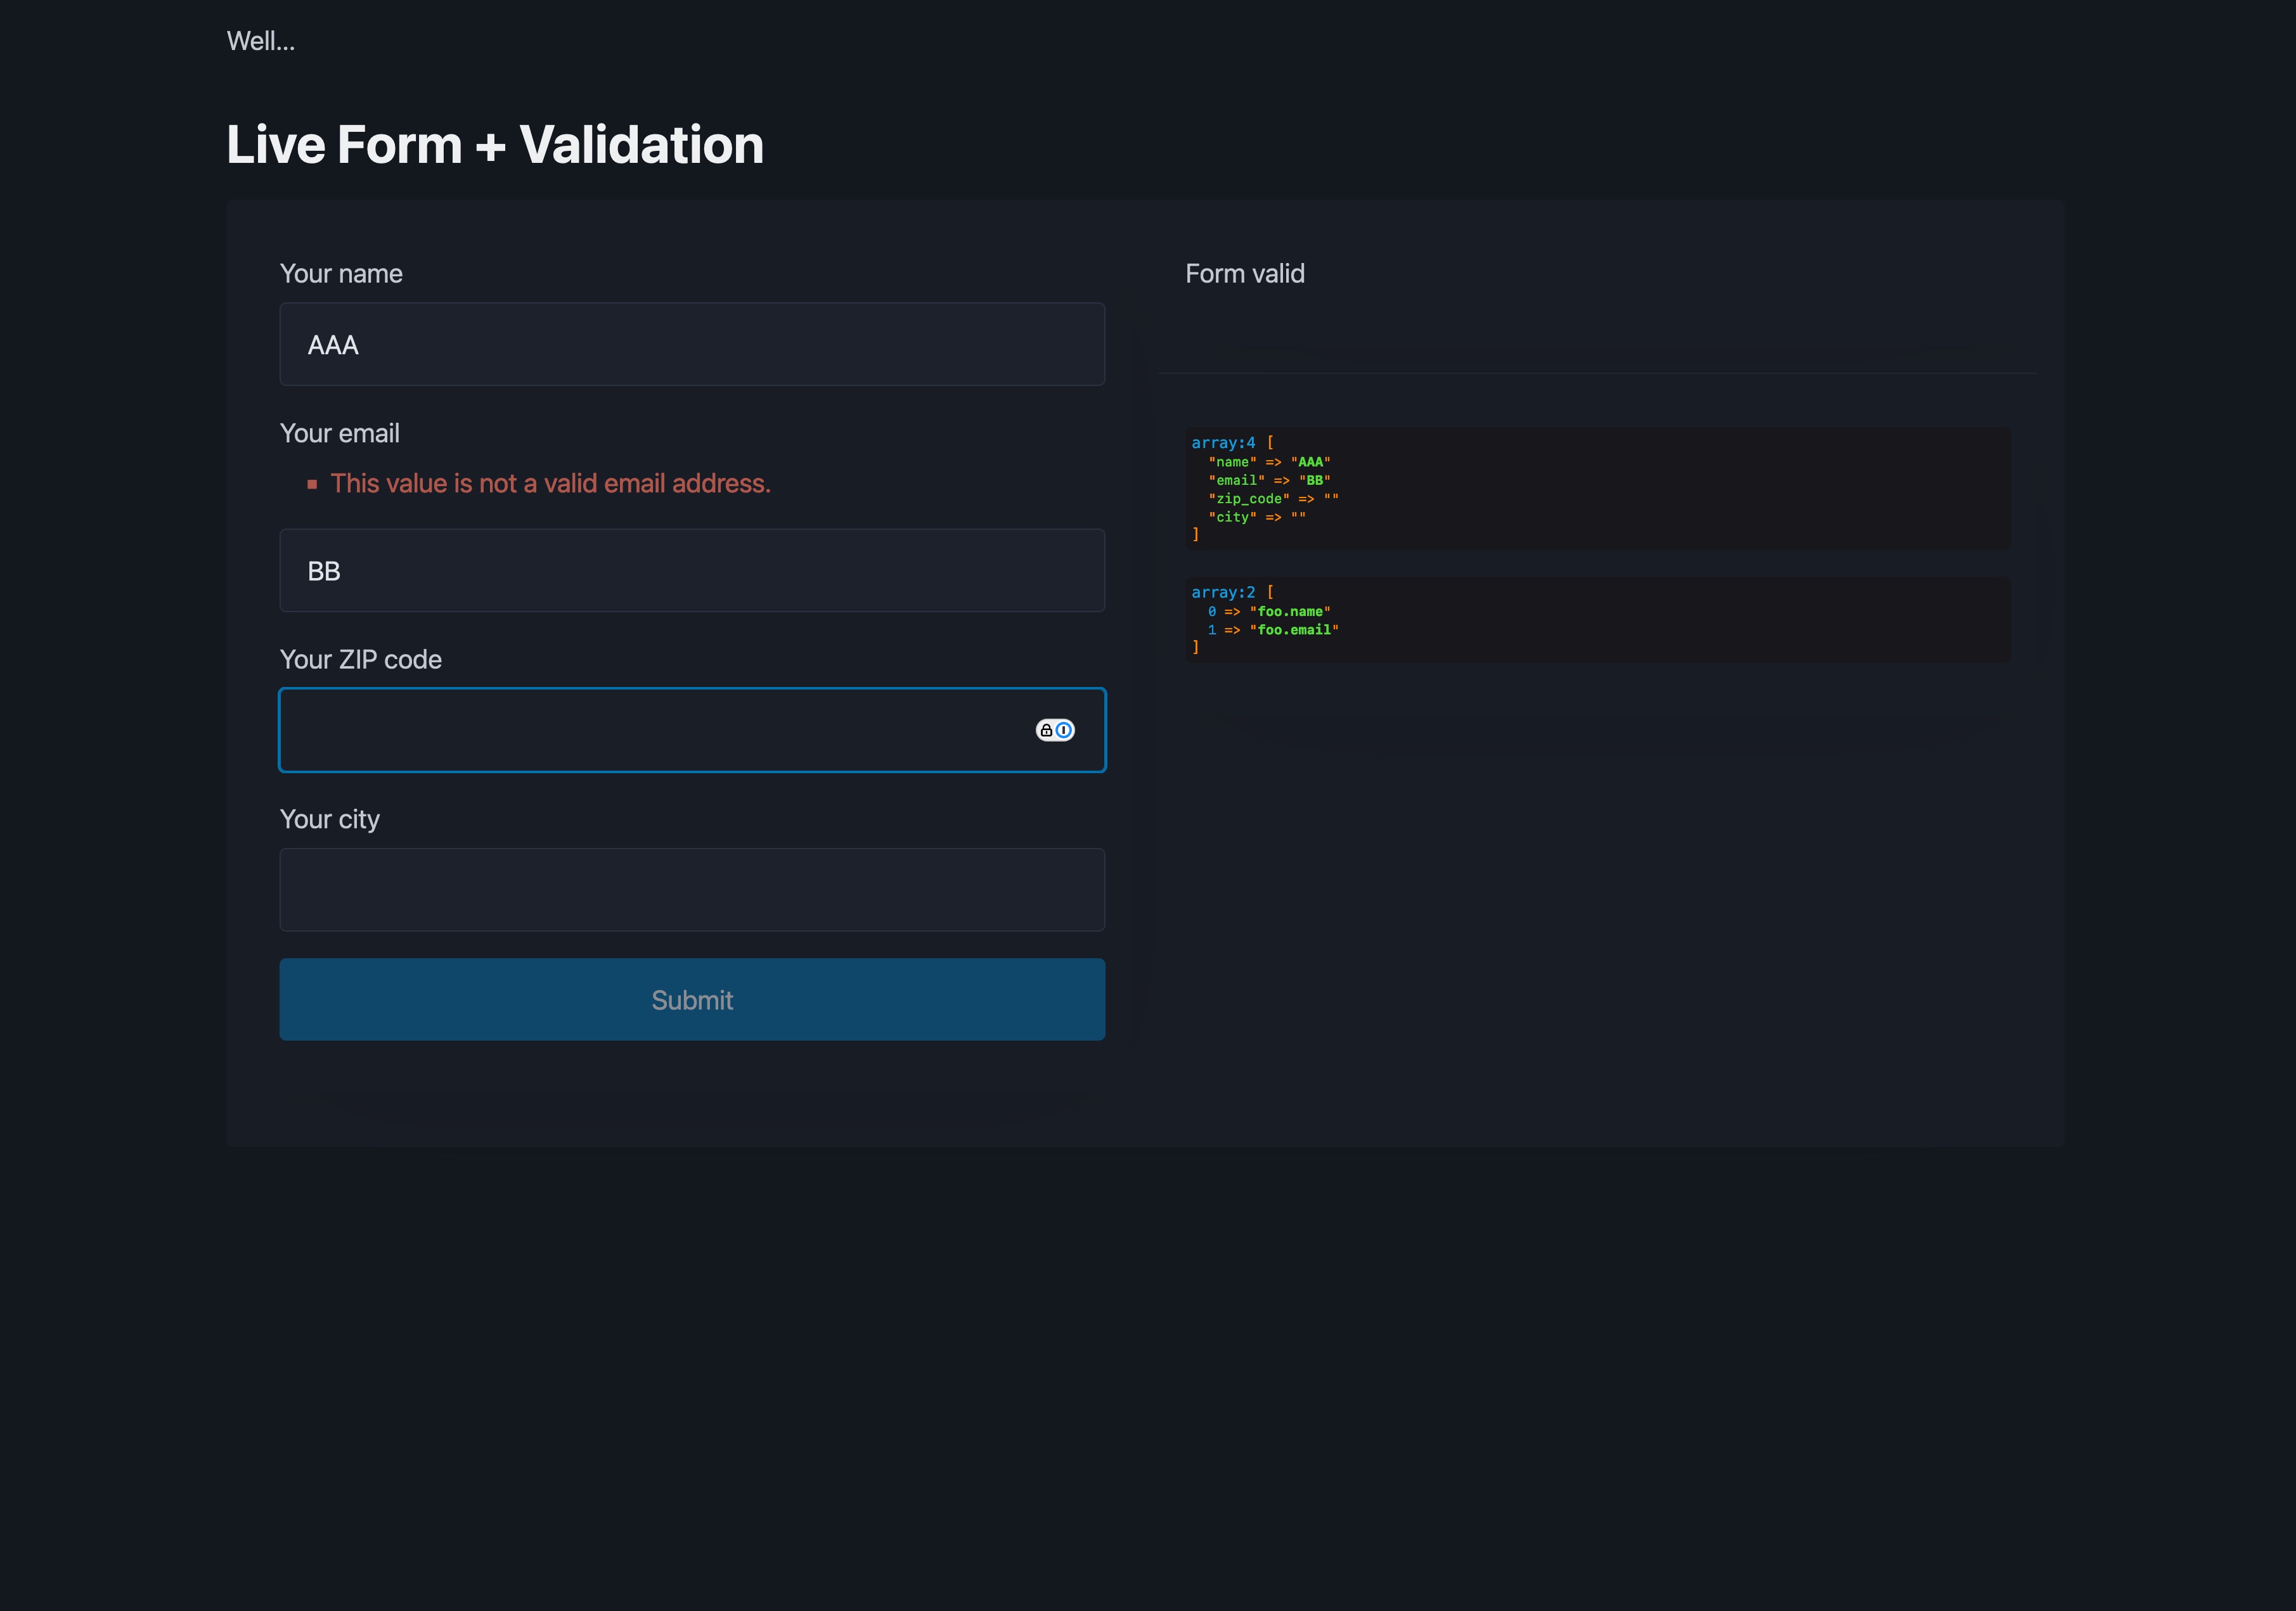 Well...
Live Form + Validation
Your name
AAA
Your email
This value is not a valid email address.
BB
Your ZIP code
Your city
Submit
Form valid
array:4 [
"name" => "AAA"
"email" => "BB"
"zip_code" => ""
"city" => ""
]
array:2 [
0 => "foo.name"
1 => "foo.email"
]